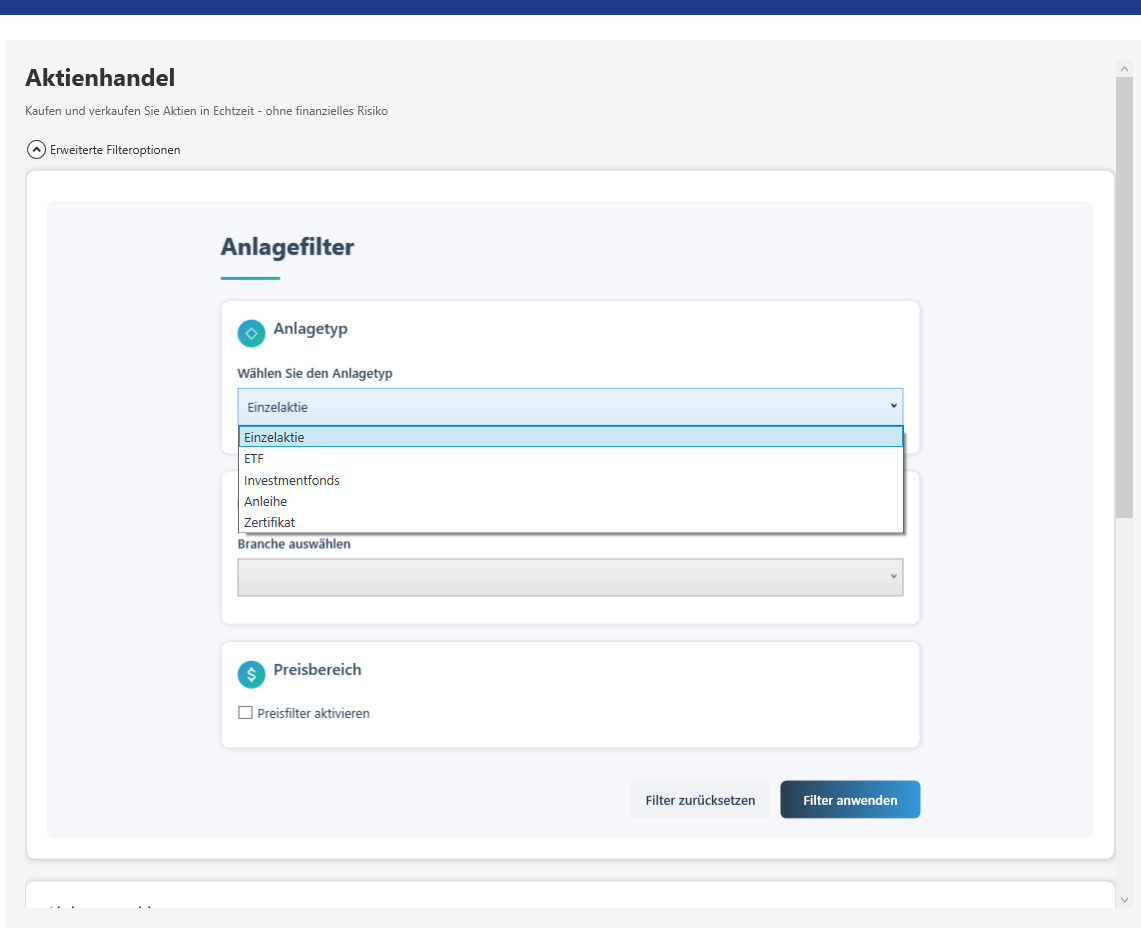 Aktienhandel
Kaufen und verkaufen Sie Aktien in Echtzeit - ohne finanzielles Risiko
Erweiterte Filteroptionen
Anlagefilter
Anlagetyp
Wählen Sie den Anlagetyp
Einzelaktie
Einzelaktie
ETF
Investmentfonds
Anleihe
Zertifikat
Branche auswählen
$ Preisbereich
Preisfilter aktivieren
Filter zurücksetzen
Filter anwenden